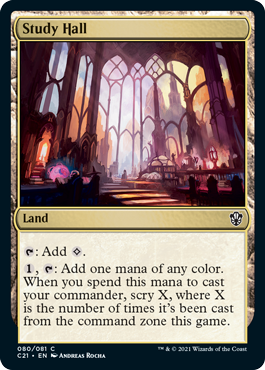 Study Hall
Land
: Add .
1, : Add one mana of any color.
When you spend this mana to cast
your commander, scry X, where X
is the number of times it's been cast
from the command zone this game.
080/081 C
C21 • EN Andreas Rocha
™ & © 2021 Wizards of the Coast